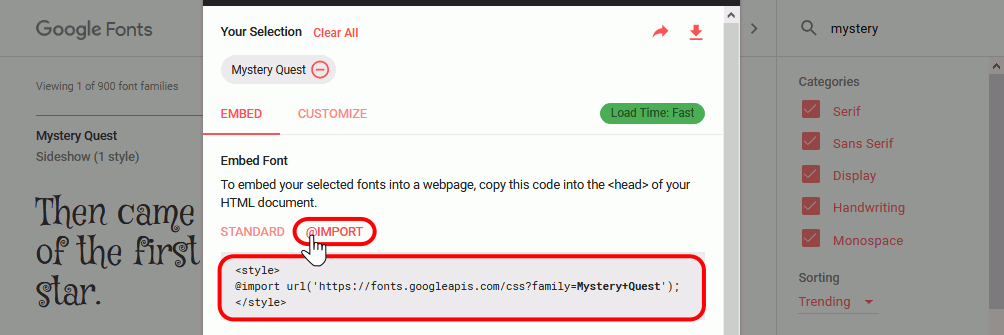 Google Fonts
Viewing 1 of 900 font families
Mystery Quest
Sideshow (1 style)
Then came
of the first
star.
Your Selection Clear All
Mystery Quest
EMBED CUSTOMIZE Load Time: Fast
Embed Font
To embed your selected fonts into a webpage, copy this code into the <head> of your
HTML document.
STANDARD @IMPORT
<style>
@import url('https://fonts.googleapis.com/css?family=Mystery+Quest');
</style>
mystery
Categories
Serif
Sans Serif
Display
Handwriting
Monospace
Sorting
Trending